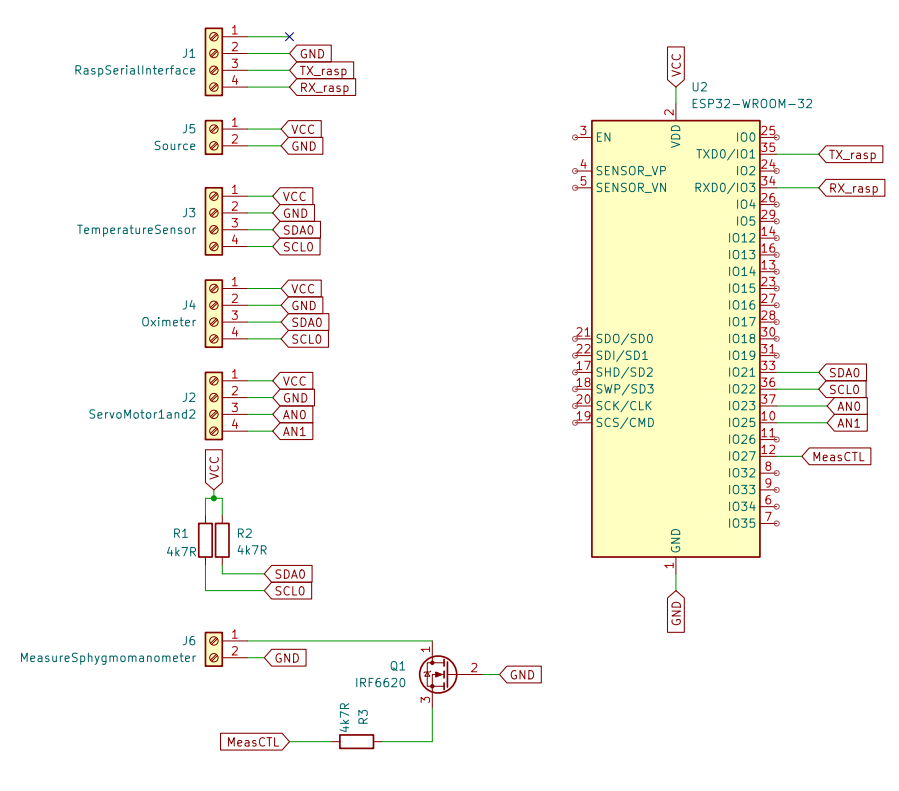 J1
RaspSerialInterface
1
2 GND
3 TX_rasp
4 RX_rasp
J5
Source
1 VCC
2 GND
J3
TemperatureSensor
1 VCC
2 GND
3 SDA0
4 SCL0
J4
Oximeter
1 VCC
2 GND
3 SDA0
4 SCL0
J2
ServoMotor1and2
1 VCC
2 GND
3 AN0
4 AN1
VCC
R1
4k7R
R2
4k7R
SDA0
SCL0
J6
MeasureSphygmomanometer
1
2 GND
Q1
IRF6620
1
2 GND
3
4k7R
R3
MeasCTL
VCC
U2
ESP32-WROOM-32
2
VDD
3 EN
4 SENSOR_VP
5 SENSOR_VN
21 SDO/SD0
22 SDI/SD1
17 SHD/SD2
18 SWP/SD3
20 SCK/CLK
19 SCS/CMD
IO0 25
TXD0/IO1 35 TX_rasp
IO2 24
RXD0/IO3 34 RX_rasp
IO4 26
IO5 29
IO12 14
IO13 16
IO14 13
IO15 23
IO16 27
IO17 28
IO18 30
IO19 31
IO21 33 SDA0
IO22 36 SCL0
IO23 37 AN0
IO25 10 AN1
IO26 11
IO27 12 MeasCTL
IO32 8
IO33 9
IO34 6
IO35 7
GND
1
GND